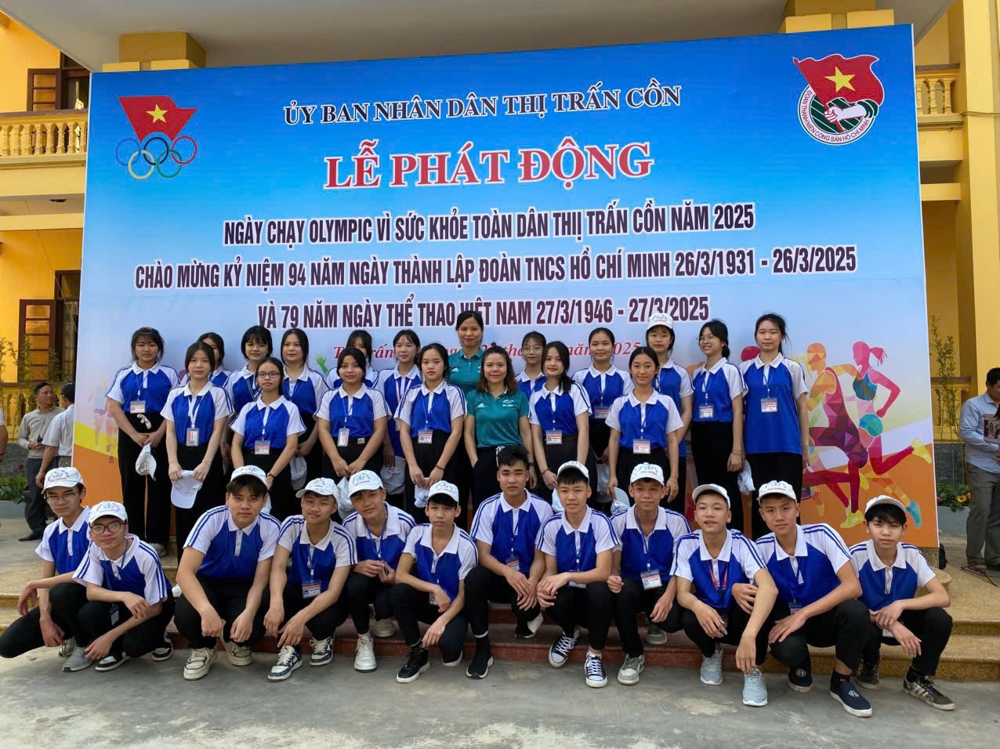 ỦY BAN NHÂN DÂN THỊ TRẤN CỒN
ĐOÀN THANH NIÊN CỘNG SẢN HỒ CHÍ MINH
LỄ PHÁT ĐỘNG
NGÀY CHẠY OLYMPIC VÌ SỨC KHỎE TOÀN DÂN THỊ TRẤN CỒN NĂM 2025
CHÀO MỪNG KỶ NIỆM 94 NĂM NGÀY THÀNH LẬP ĐOÀN TNCS HỒ CHÍ MINH 26/3/1931 - 26/3/2025
VÀ 79 NĂM NGÀY THỂ THAO VIỆT NAM 27/3/1946 - 27/3/2025